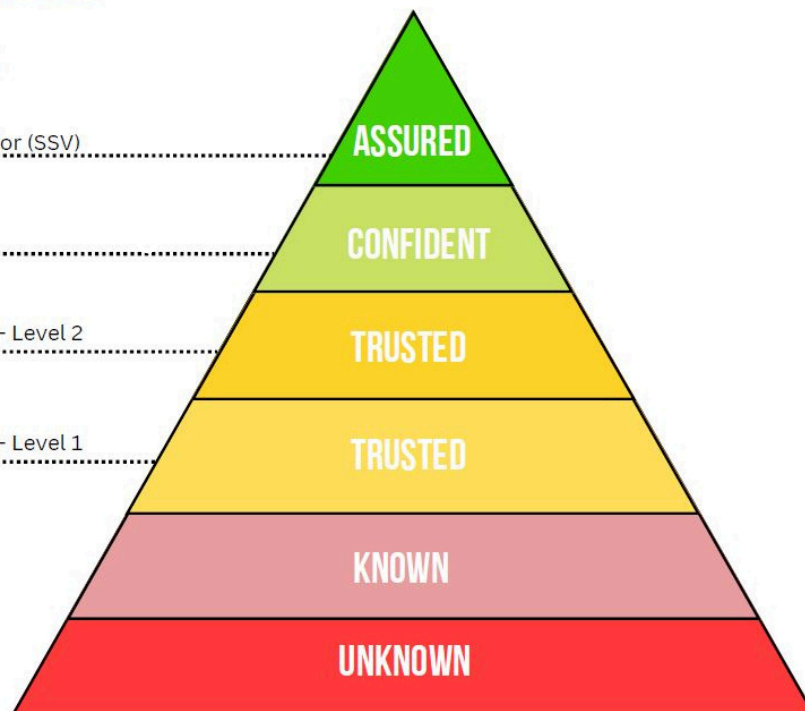 or (SSV)
ASSURED
CONFIDENT
- Level 2
TRUSTED
- Level 1
TRUSTED
KNOWN
UNKNOWN